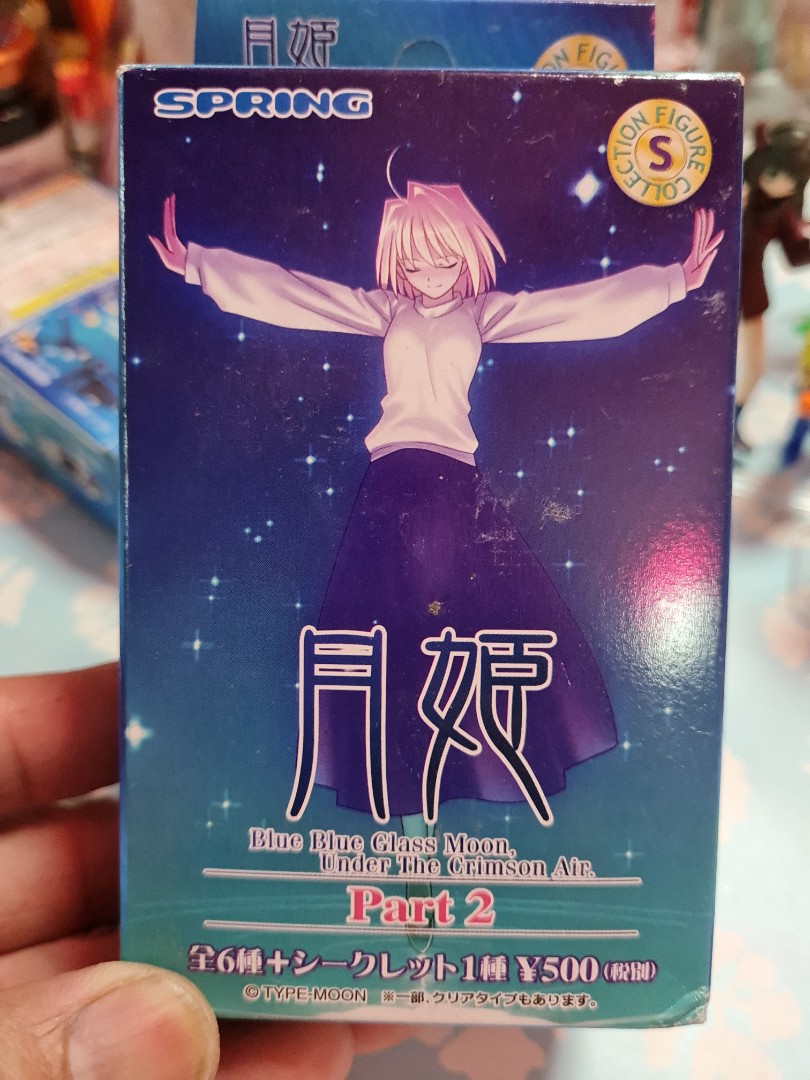 月姫
SPRING
COLLECTION FIGURE
S
月姫
Blue Blue Glass Moon,
Under The Crimson Air.
Part 2
全6種+シークレット1種 ¥500(税別)
©TYPE-MOON ※一部、クリアタイプもあります。